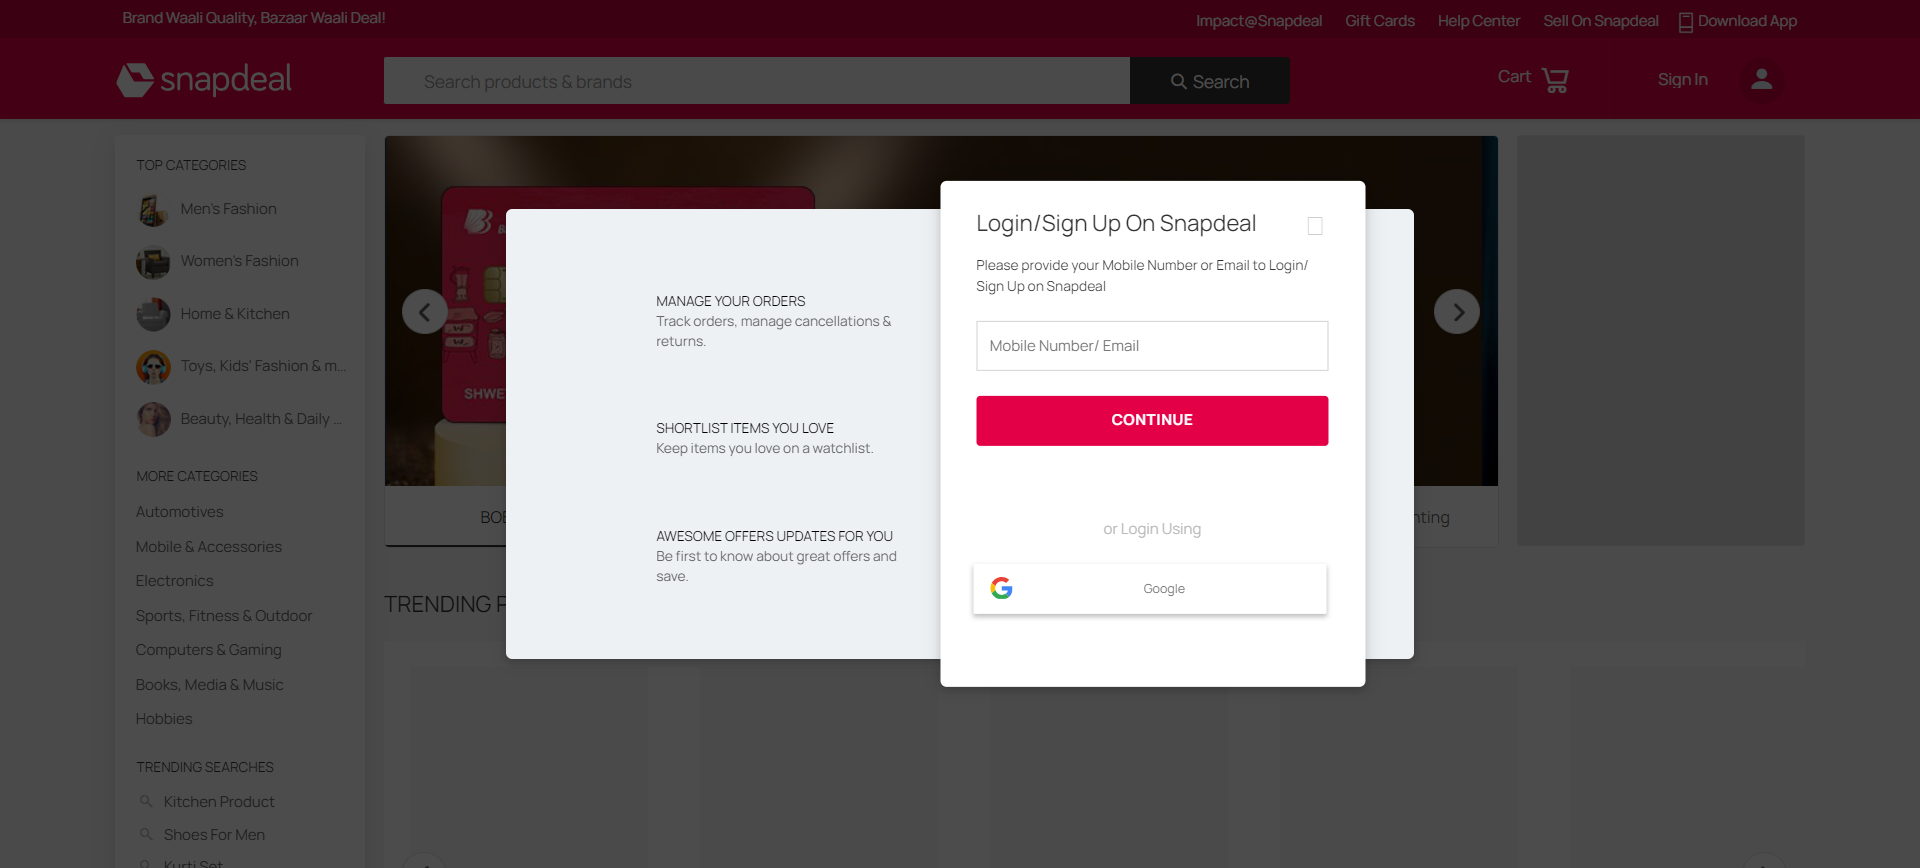 Brand Waali Quality, Bazaar Waali Deal!
Impact@Snapdeal
Gift Cards
Help Center
Sell On Snapdeal
Download App
snapdeal
Search products & brands
Search
Cart
Sign In
TOP CATEGORIES
Men's Fashion
Women's Fashion
Home & Kitchen
Toys, Kids' Fashion & m...
Beauty, Health & Daily ...
MORE CATEGORIES
Automotives
Mobile & Accessories
Electronics
Sports, Fitness & Outdoor
Computers & Gaming
Books, Media & Music
Hobbies
TRENDING SEARCHES
Kitchen Product
Shoes For Men
Kurti Set
MANAGE YOUR ORDERS
Track orders, manage cancellations &
returns.
SHORTLIST ITEMS YOU LOVE
Keep items you love on a watchlist.
AWESOME OFFERS UPDATES FOR YOU
Be first to know about great offers and
save.
Login/Sign Up On Snapdeal
Please provide your Mobile Number or Email to Login/
Sign Up on Snapdeal
Mobile Number/ Email
CONTINUE
or Login Using
Google
TRENDING